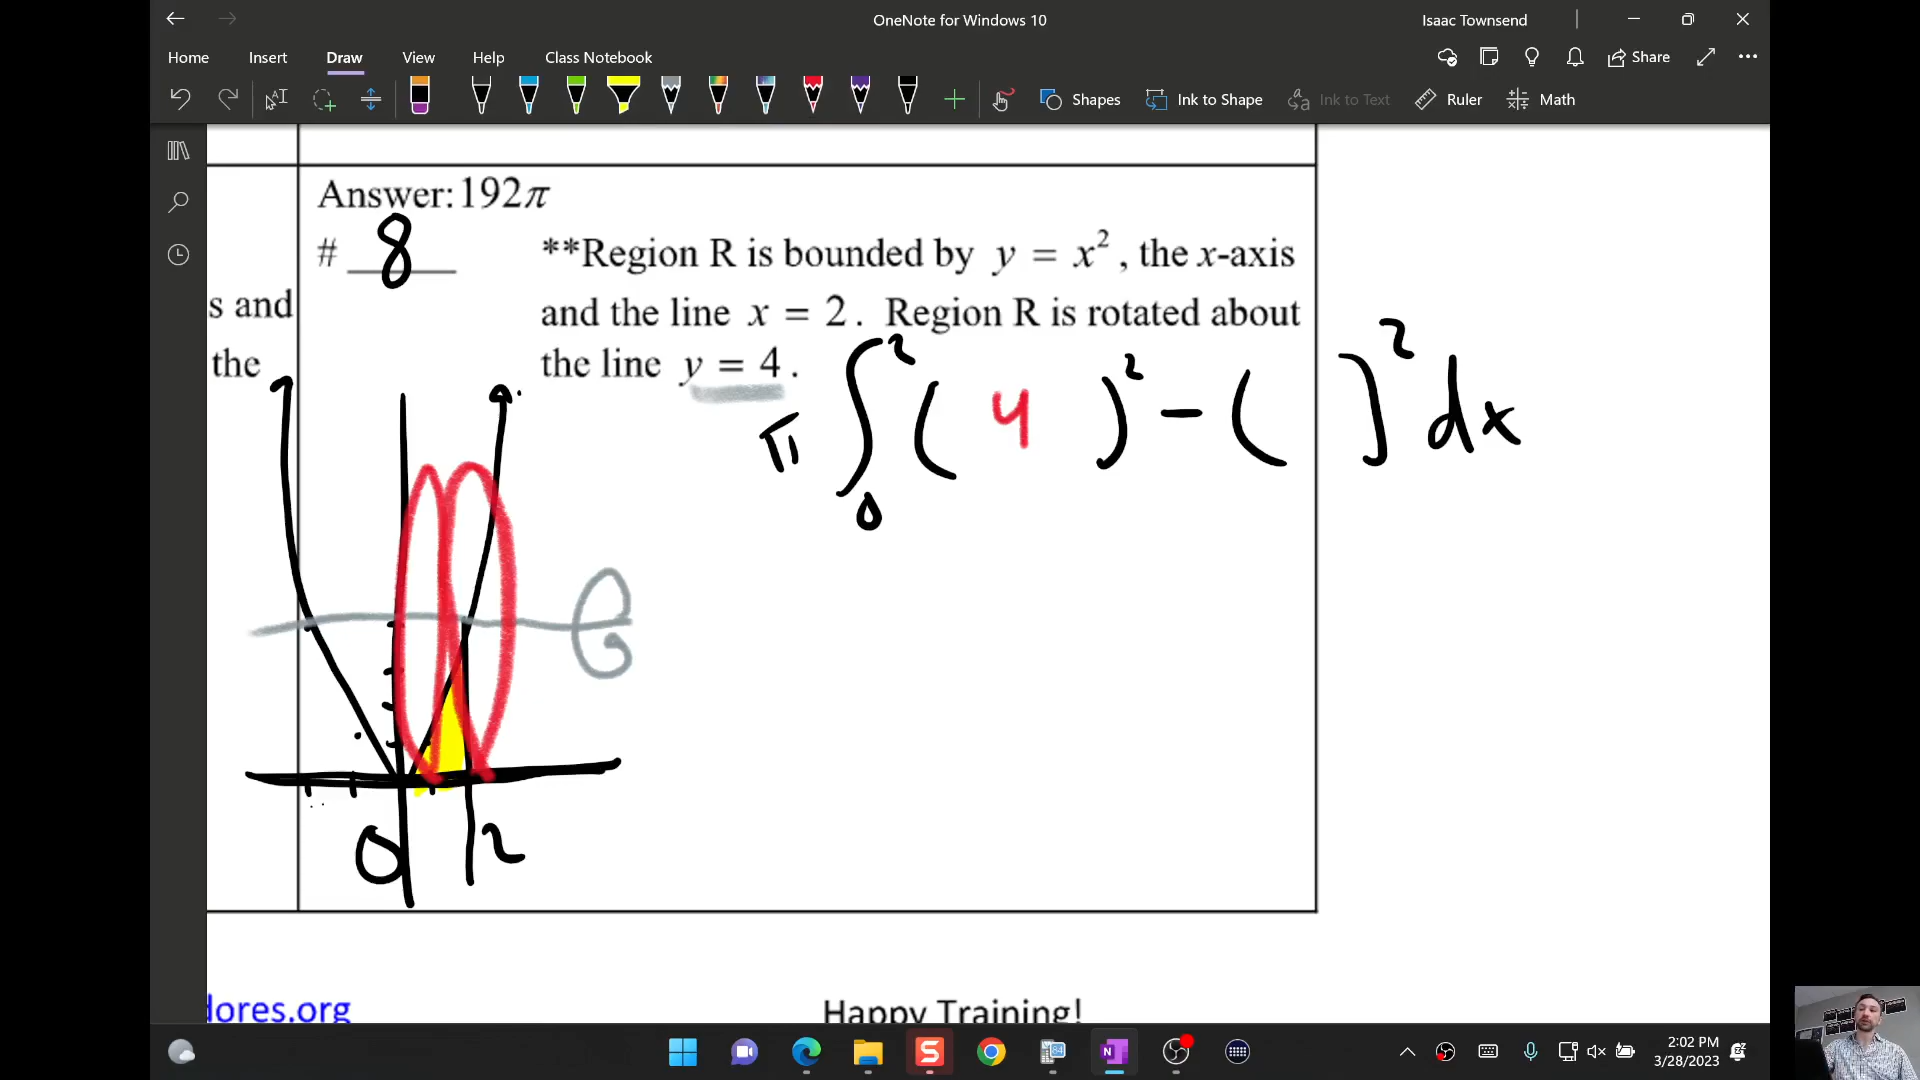 OneNote for Windows 10
Isaac Townsend
Home Insert Draw View Help Class Notebook
Share
Shapes Ink to Shape Ink to Text Ruler Math
Answer: 192π
# 8
**Region R is bounded by y = x², the x-axis
and the line x = 2. Region R is rotated about
the line y = 4.
s and
the
π ∫₀² ( 4 )² − ( )² dx
0 2
dores.org
Happy Training!
2:02 PM
3/28/2023